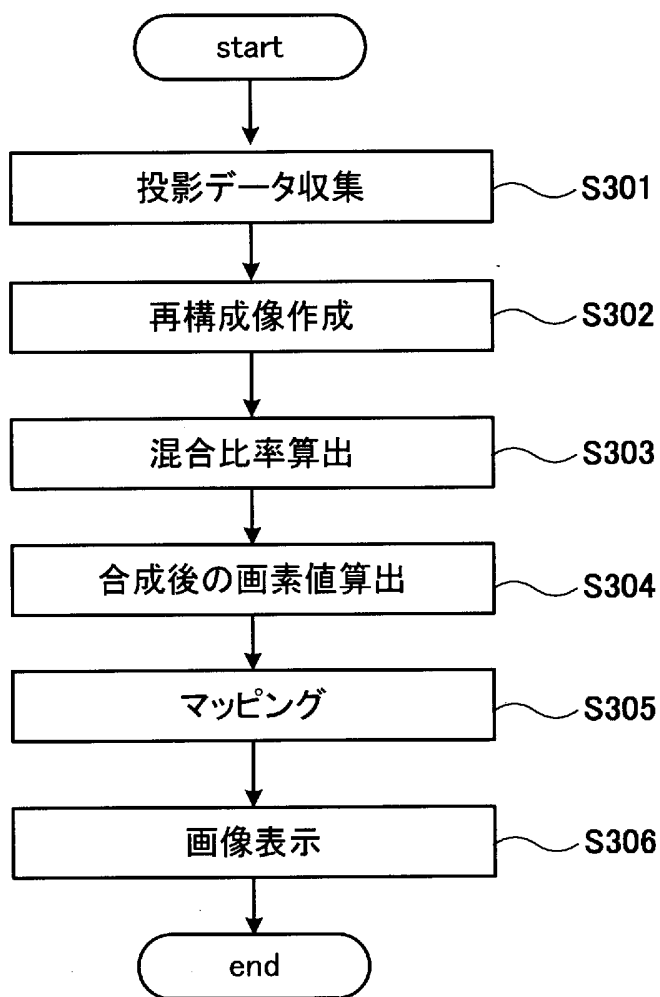 start
投影データ収集
S301
再構成像作成
S302
混合比率算出
S303
合成後の画素値算出
S304
マッピング
S305
画像表示
S306
end